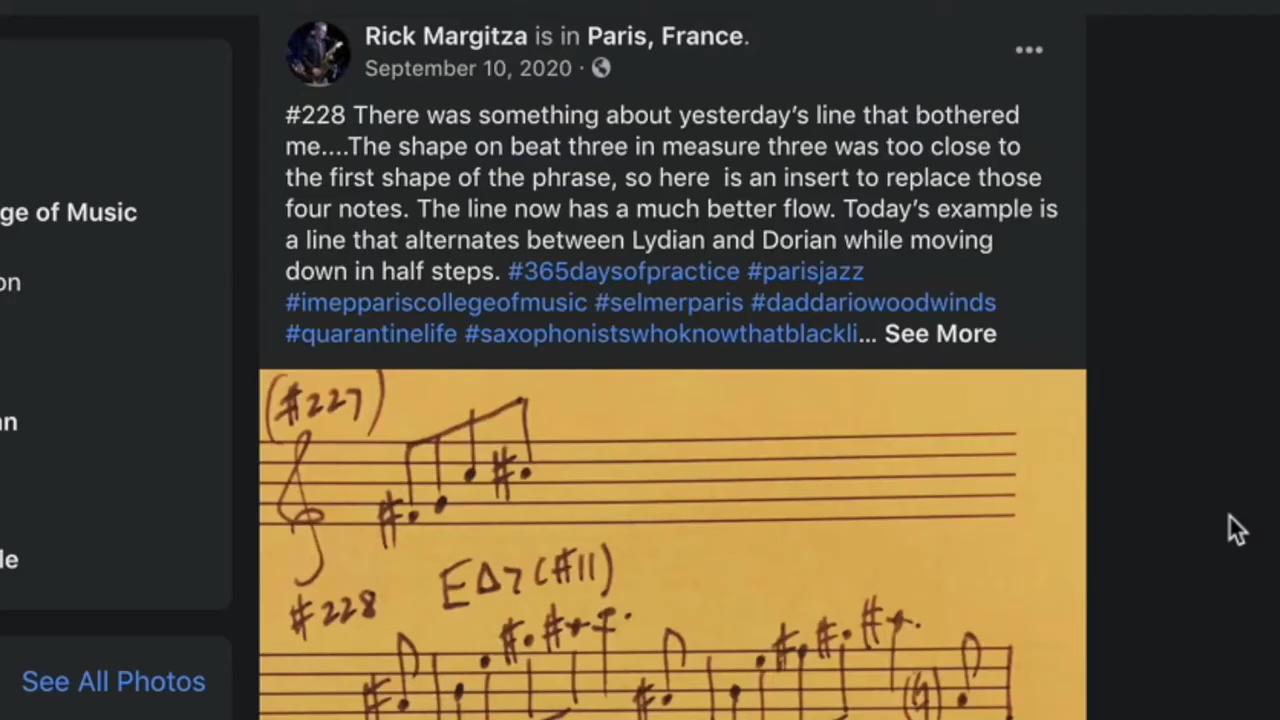 Rick Margitza is in Paris, France.
September 10, 2020 ·
#228 There was something about yesterday's line that bothered
me....The shape on beat three in measure three was too close to
the first shape of the phrase, so here is an insert to replace those
four notes. The line now has a much better flow. Today's example is
a line that alternates between Lydian and Dorian while moving
down in half steps. #365daysofpractice #parisjazz
#imeppariscollegeofmusic #selmerparis #daddariowoodwinds
#quarantinelife #saxophonistswhoknowthatblackli... See More
ge of Music
on
an
le
See All Photos
(#227)
E∆7(#11)
#228